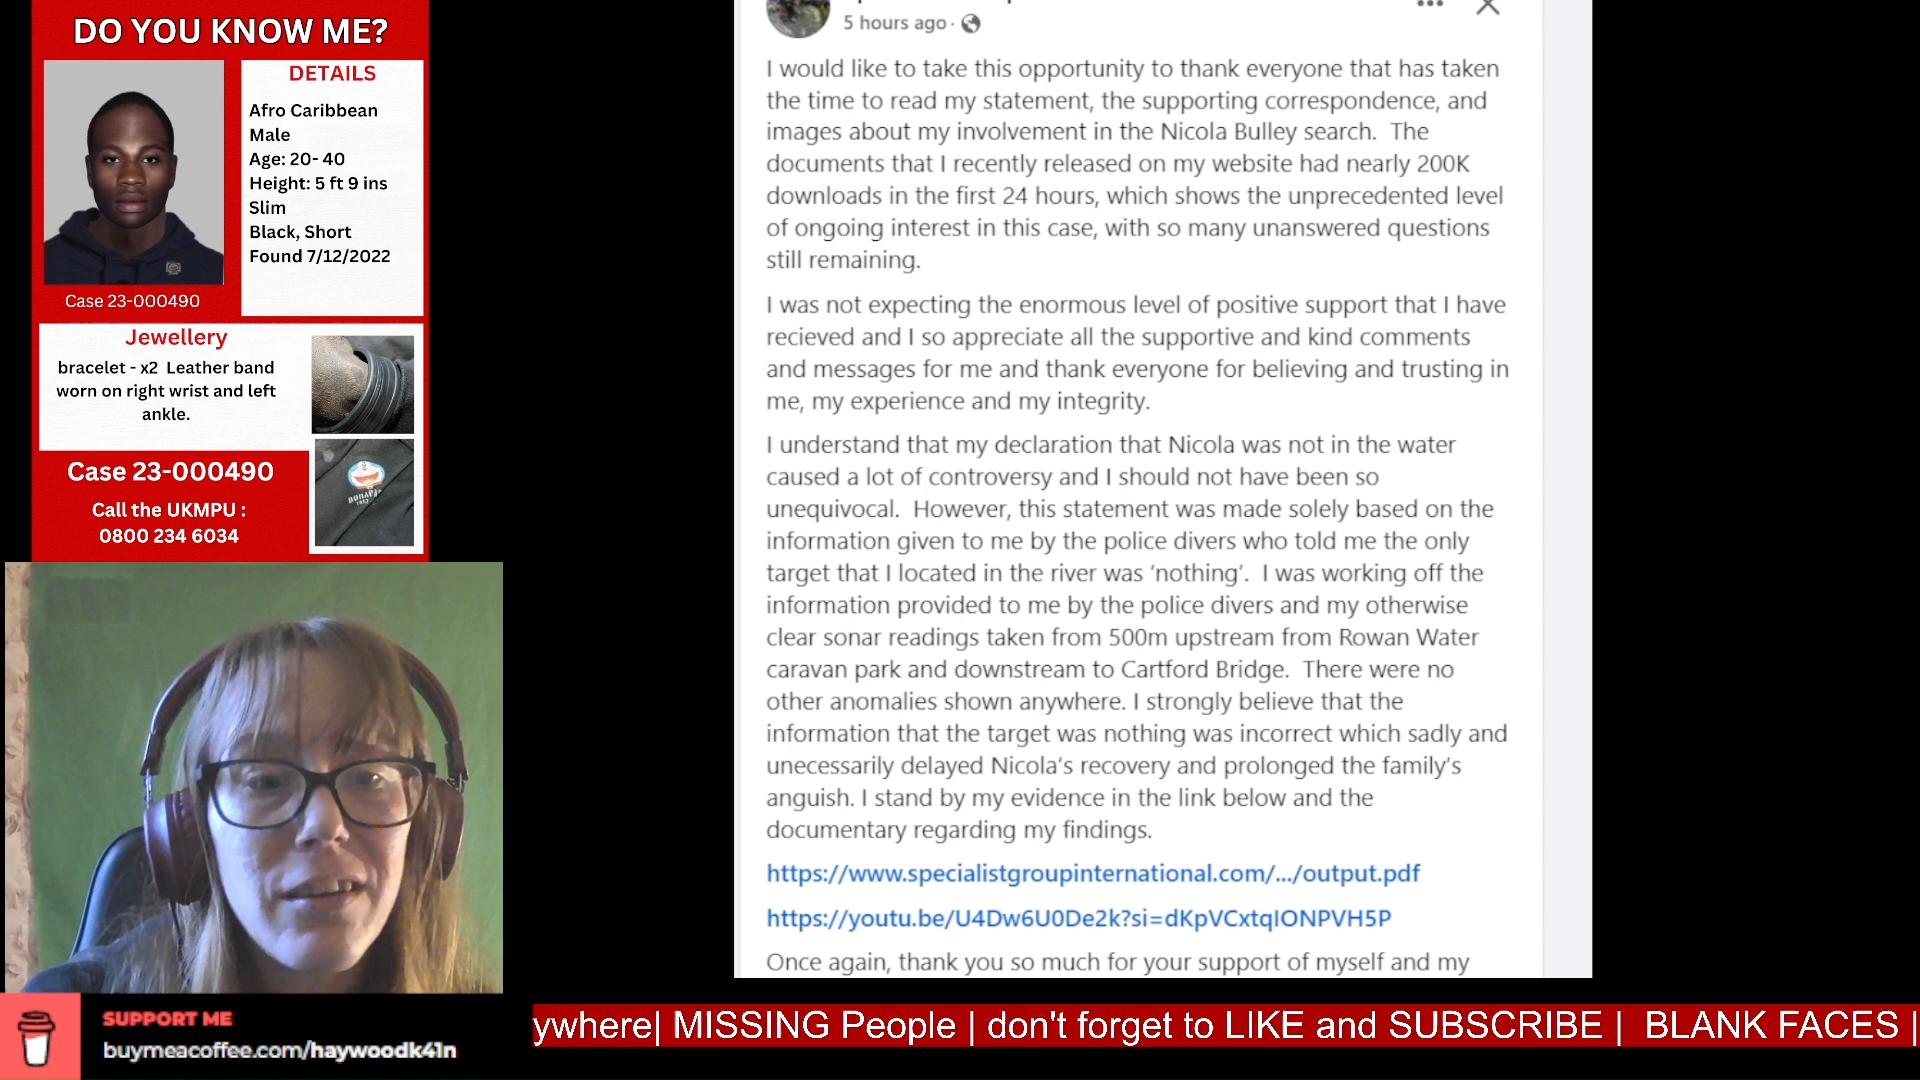 DO YOU KNOW ME?
DETAILS
Afro Caribbean
Male
Age: 20- 40
Height: 5 ft 9 ins
Slim
Black, Short
Found 7/12/2022
Case 23-000490
Jewellery
bracelet - x2 Leather band
worn on right wrist and left
ankle.
Case 23-000490
Call the UKMPU :
0800 234 6034
5 hours ago ·
I would like to take this opportunity to thank everyone that has taken
the time to read my statement, the supporting correspondence, and
images about my involvement in the Nicola Bulley search. The
documents that I recently released on my website had nearly 200K
downloads in the first 24 hours, which shows the unprecedented level
of ongoing interest in this case, with so many unanswered questions
still remaining.
I was not expecting the enormous level of positive support that I have
recieved and I so appreciate all the supportive and kind comments
and messages for me and thank everyone for believing and trusting in
me, my experience and my integrity.
I understand that my declaration that Nicola was not in the water
caused a lot of controversy and I should not have been so
unequivocal. However, this statement was made solely based on the
information given to me by the police divers who told me the only
target that I located in the river was ‘nothing’. I was working off the
information provided to me by the police divers and my otherwise
clear sonar readings taken from 500m upstream from Rowan Water
caravan park and downstream to Cartford Bridge. There were no
other anomalies shown anywhere. I strongly believe that the
information that the target was nothing was incorrect which sadly and
unecessarily delayed Nicola’s recovery and prolonged the family’s
anguish. I stand by my evidence in the link below and the
documentary regarding my findings.
https://www.specialistgroupinternational.com/.../output.pdf
https://youtu.be/U4Dw6U0De2k?si=dKpVCxtqIONPVH5P
Once again, thank you so much for your support of myself and my
SUPPORT ME
buymeacoffee.com/haywoodk41n
ywhere| MISSING People | don't forget to LIKE and SUBSCRIBE | BLANK FACES |